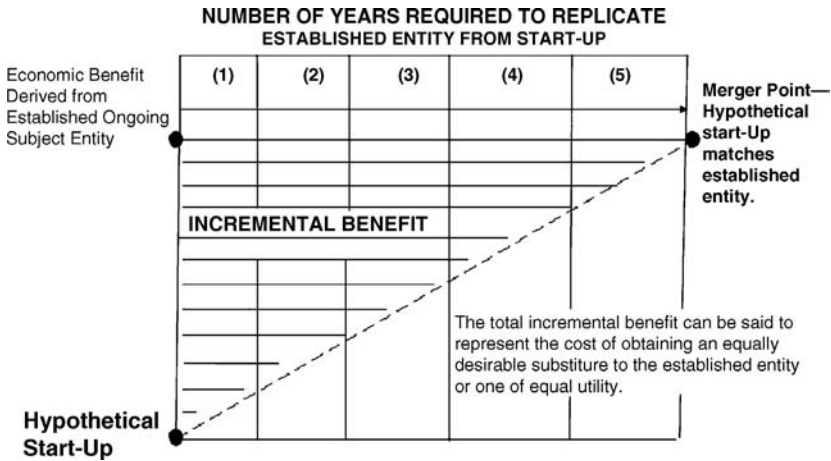 NUMBER OF YEARS REQUIRED TO REPLICATE
ESTABLISHED ENTITY FROM START-UP
Economic Benefit
Derived from
Established Ongoing
Subject Entity
(1)
(2)
(3)
(4)
(5)
Merger Point—
Hypothetical
start-Up
matches
established
entity.
INCREMENTAL BENEFIT
The total incremental benefit can be said to
represent the cost of obtaining an equally
desirable substiture to the established entity
or one of equal utility.
Hypothetical
Start-Up